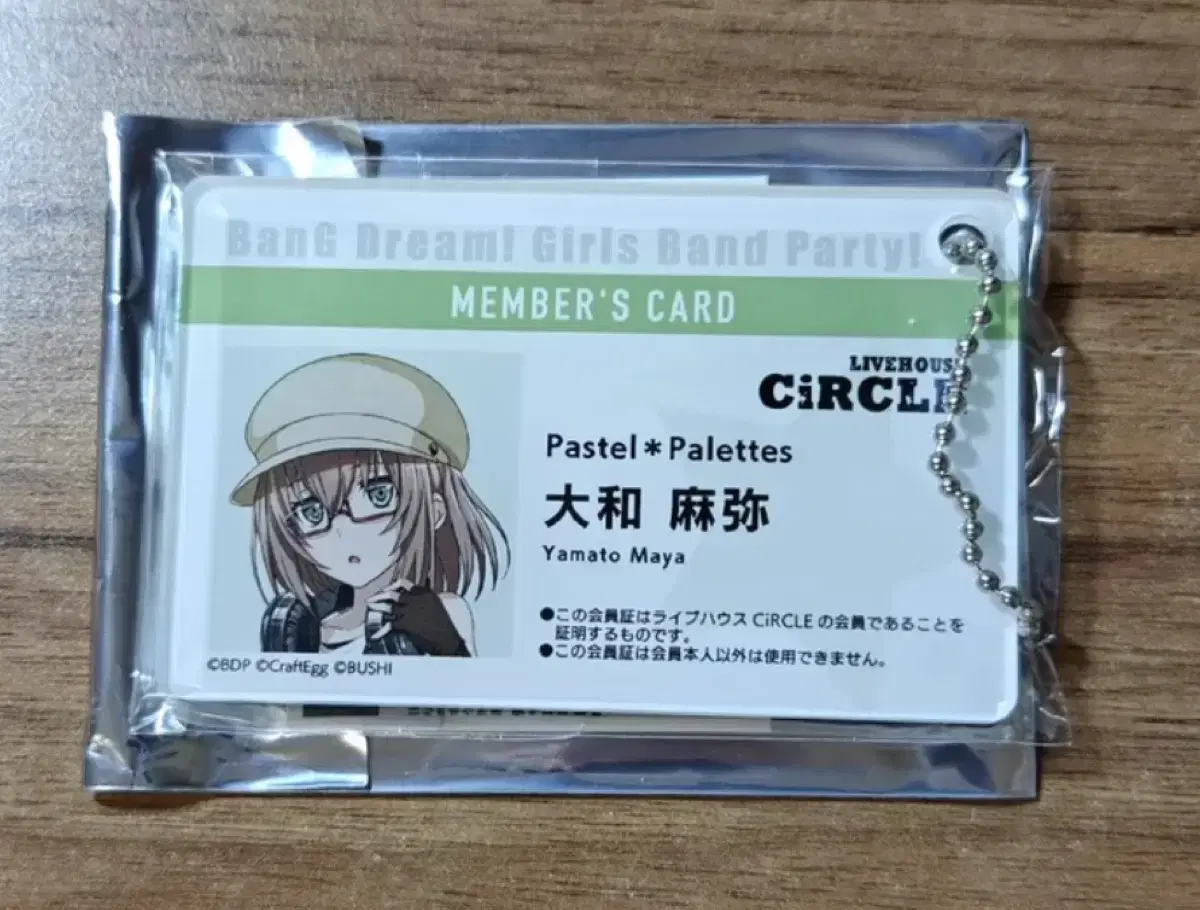 BanG Dream! Girls Band Party!
MEMBER'S CARD
LIVEHOUSE
CiRCLE
Pastel*Palettes
大和 麻弥
Yamato Maya
●この会員証はライブハウス CiRCLE の会員であることを
証明するものです。
●この会員証は会員本人以外は使用できません。
©BDP ©CraftEgg ©BUSHI